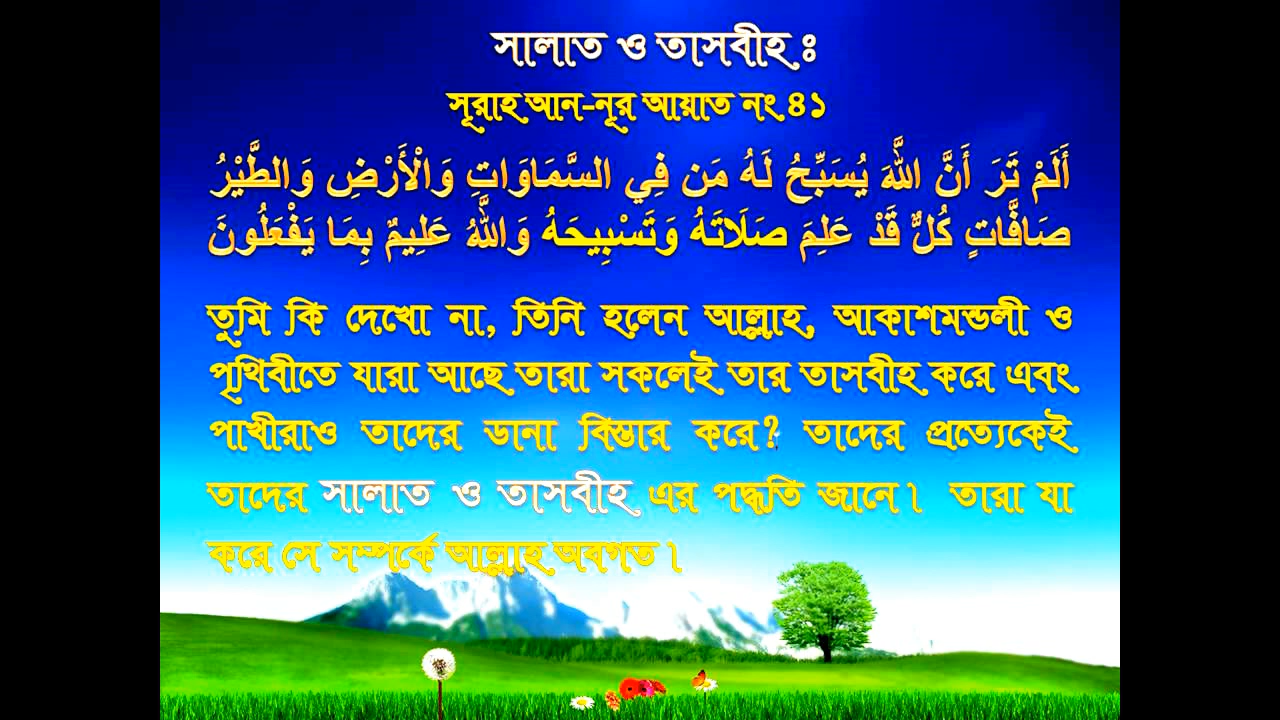 সালাত ও তাসবীহ ঃ
সূরাহ আন-নূর আয়াত নং ৪১
أَلَمْ تَرَ أَنَّ اللَّهَ يُسَبِّحُ لَهُ مَن فِي السَّمَاوَاتِ وَالْأَرْضِ وَالطَّيْرُ
صَافَّاتٍ كُلٌّ قَدْ عَلِمَ صَلَاتَهُ وَتَسْبِيحَهُ وَاللَّهُ عَلِيمٌ بِمَا يَفْعَلُونَ
তুমি কি দেখো না, তিনি হলেন আল্লাহ, আকাশমন্ডলী ও
পৃথিবীতে যারা আছে তারা সকলেই তার তাসবীহ করে এবং
পাখীরাও তাদের ডানা বিস্তার করে? তাদের প্রত্যেকেই
তাদের সালাত ও তাসবীহ এর পদ্ধতি জানে। তারা যা
করে সে সম্পর্কে আল্লাহ অবগত।